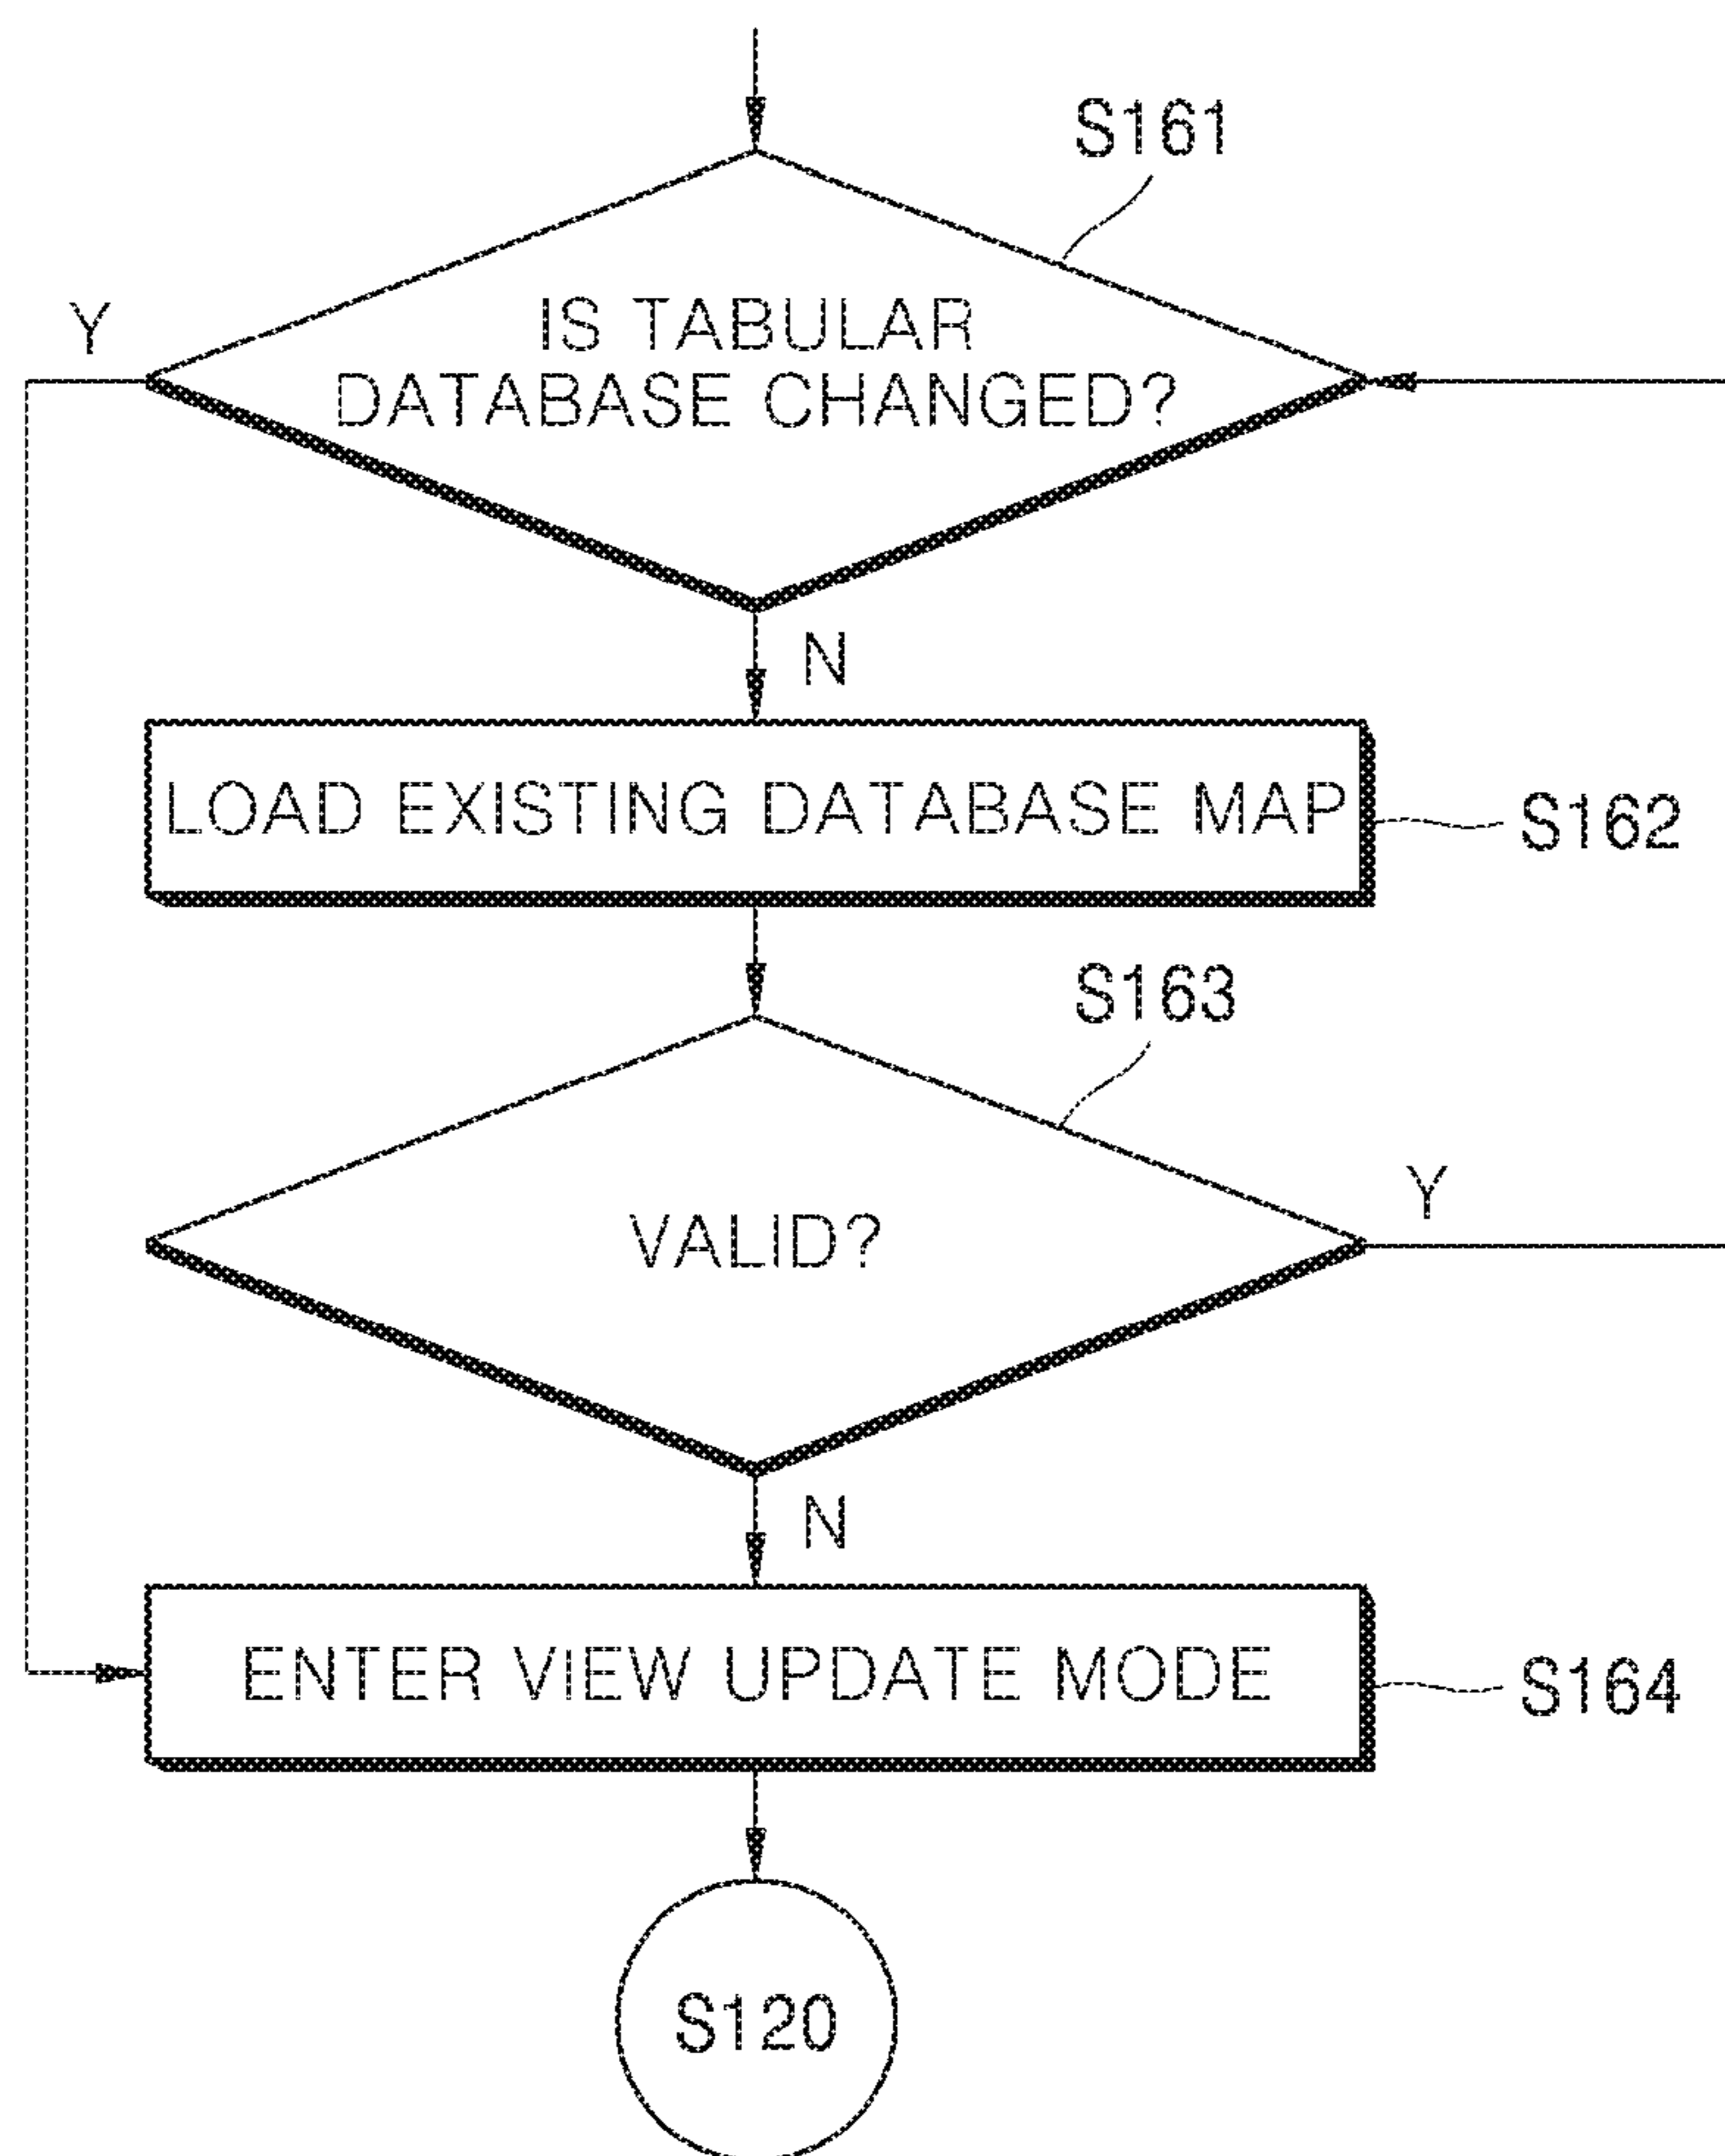 S161
Y
IS TABULAR
DATABASE CHANGED?
N
LOAD EXISTING DATABASE MAP
S162
S163
Y
VALID?
N
ENTER VIEW UPDATE MODE
S164
S120